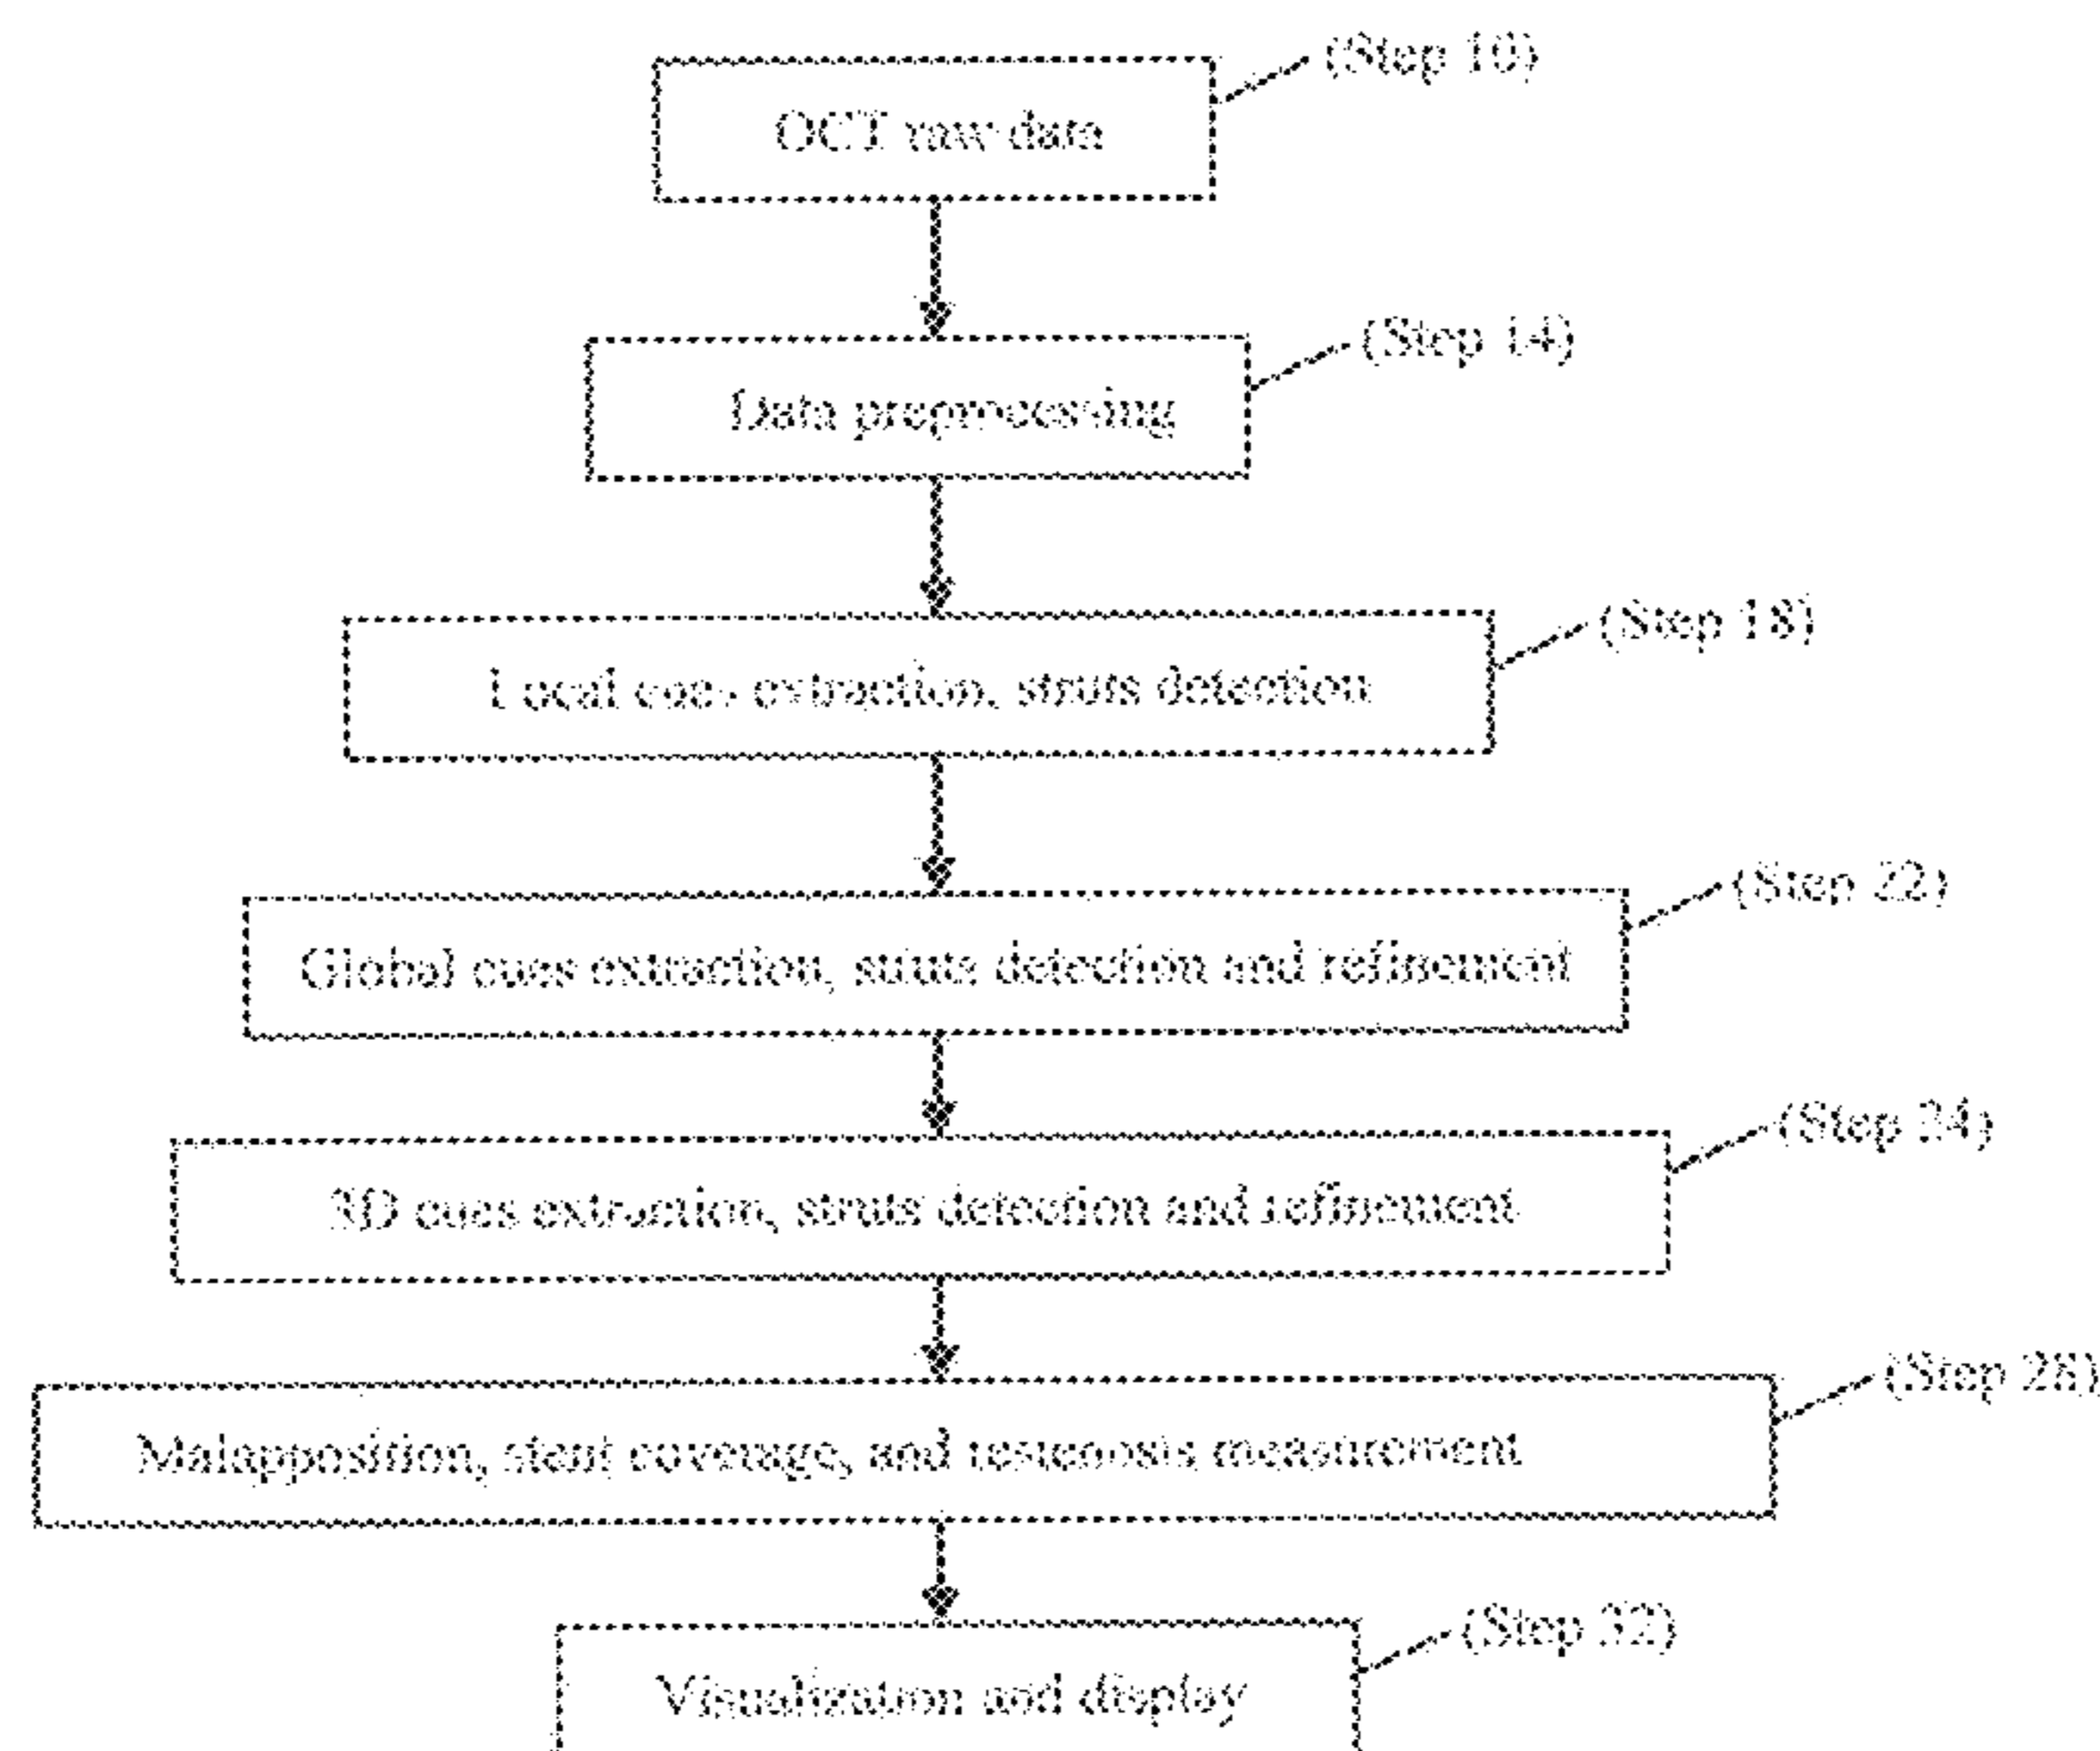 (Step 10)
OCT raw data
(Step 14)
Data preprocessing
(Step 18)
Local cues extraction, struts detection
(Step 22)
Global cues extraction, struts detection and refinement
(Step 24)
3D cues extraction, struts detection and refinement
(Step 28)
Malapposition, stent coverage, and restenosis measurement
(Step 32)
Visualization and display